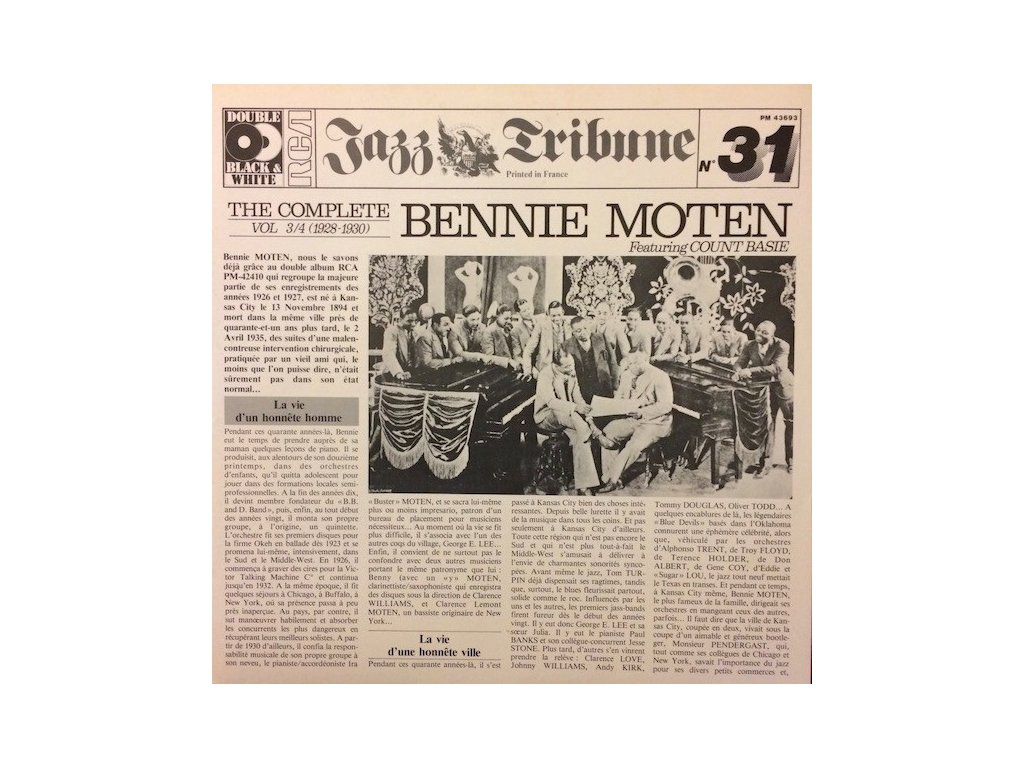 DOUBLE
BLACK &
WHITE
RCA
Jazz Tribune
Printed in France
PM 43693
N° 31
THE COMPLETE
VOL 3/4 (1928-1930)
BENNIE MOTEN
Featuring COUNT BASIE
Bennie MOTEN, nous le savons
déjà grâce au double album RCA
PM-42410 qui regroupe la majeure
partie de ses enregistrements des
années 1926 et 1927, est né à Kan-
sas City le 13 Novembre 1894 et
mort dans la même ville près de
quarante-et-un ans plus tard, le 2
Avril 1935, des suites d'une malen-
contreuse intervention chirurgicale,
pratiquée par un vieil ami qui, le
moins que l'on puisse dire, n'était
sûrement pas dans son état
normal...
La vie
d'un honnête homme
Pendant ces quarante années-là, Bennie
eut le temps de prendre auprès de sa
maman quelques leçons de piano. Il se
produisit, aux alentours de son douzième
printemps, dans des orchestres
d'enfants, qu'il quitta adolescent pour
jouer dans des formations locales semi-
professionnelles. A la fin des années dix,
il devint membre fondateur du « B.B.
and D. Band », puis, enfin, au tout début
des années vingt, il monta son propre
groupe, à l'origine, un quintette.
L'orchestre fit ses premiers disques pour
la firme Okeh en ballade dès 1923 et se
promena lui-même, intensivement, dans
le Sud et le Middle-West. En 1926, il
commença à graver des cires pour la Vic-
tor Talking Machine C° et continua
jusqu'en 1932. A la même époque, il fit
quelques séjours à Chicago, à Buffalo, à
New York, où sa présence passa à peu
près inaperçue. Au pays, par contre, il
sut manœuvrer habilement et absorber
les concurrents les plus dangereux en
récupérant leurs meilleurs solistes. A par-
tir de 1930 d'ailleurs, il confia la respon-
sabilité musicale de son propre groupe à
son neveu, le pianiste/accordéoniste Ira
« Buster » MOTEN, et se sacra lui-même
plus ou moins impresario, patron d'un
bureau de placement pour musiciens
nécessiteux... Au moment où la vie se fit
plus difficile, il s'associa avec l'un des
autres coqs du village, George E. LEE...
Enfin, il convient de ne surtout pas le
confondre avec deux autres musiciens
portant le même patronyme que lui :
Benny (avec un « y ») MOTEN,
clarinettiste/saxophoniste qui enregistra
des disques sous la direction de Clarence
WILLIAMS, et Clarence Lemont
MOTEN, un bassiste originaire de New
York...
La vie
d'une honnête ville
Pendant ces quarante années-là, il s'est
passé à Kansas City bien des choses inté-
ressantes. Depuis belle lurette il y avait
de la musique dans tous les coins. Et pas
seulement à Kansas City d'ailleurs.
Toute cette région qui n'est pas encore le
Sud et qui n'est plus tout-à-fait le
Middle-West s'amusait à délivrer à
l'envie de charmantes sonorités synco-
pées. Avant même le jazz, Tom TUR-
PIN déjà dispensait ses ragtimes, tandis
que, surtout, le blues fleurissait partout,
solide comme le roc. Influencés par les
uns et les autres, les premiers jass-bands
firent fureur dès le début des années
vingt. Il y eut donc George E. LEE et sa
sœur Julia. Il y eut le pianiste Paul
BANKS et son collègue-concurrent Jesse
STONE. Plus tard, d'autres s'en vinrent
prendre la relève : Clarence LOVE,
Johnny WILLIAMS, Andy KIRK,
Tommy DOUGLAS, Oliver TODD... A
quelques encablures de là, les légendaires
« Blue Devils » basés dans l'Oklahoma
connurent une éphémère célébrité, alors
que, véhiculé par les orchestres
d'Alphonso TRENT, de Troy FLOYD,
de Terence HOLDER, de Don
ALBERT, de Gene COY, d'Eddie et
« Sugar » LOU, le jazz tout neuf mettait
le Texas en transes. Et pendant ce temps,
à Kansas City même, Bennie MOTEN,
le plus fameux de la famille, dirigeait ses
orchestres en mangeant ceux des autres,
parfois... Il faut dire que la ville de Kan-
sas City, coupée en deux, vivait sous la
coupe d'un aimable et généreux bootleg-
ger, Monsieur PENDERGAST, qui,
tout comme ses collègues de Chicago et
New York, savait l'importance du jazz
pour ses divers petits commerces et,